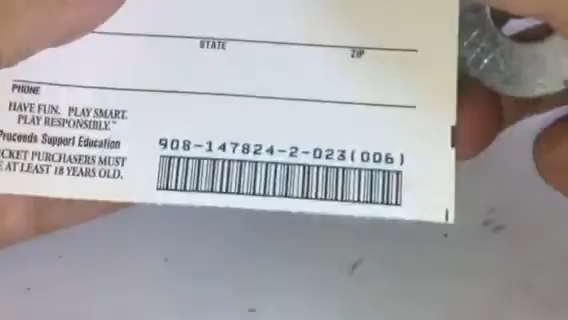 STATE ZIP
PHONE
HAVE FUN. PLAY SMART.
PLAY RESPONSIBLY.™
Proceeds Support Education
PURCHASERS MUST
AT LEAST 18 YEARS OLD.
908-147824-2-023(006)